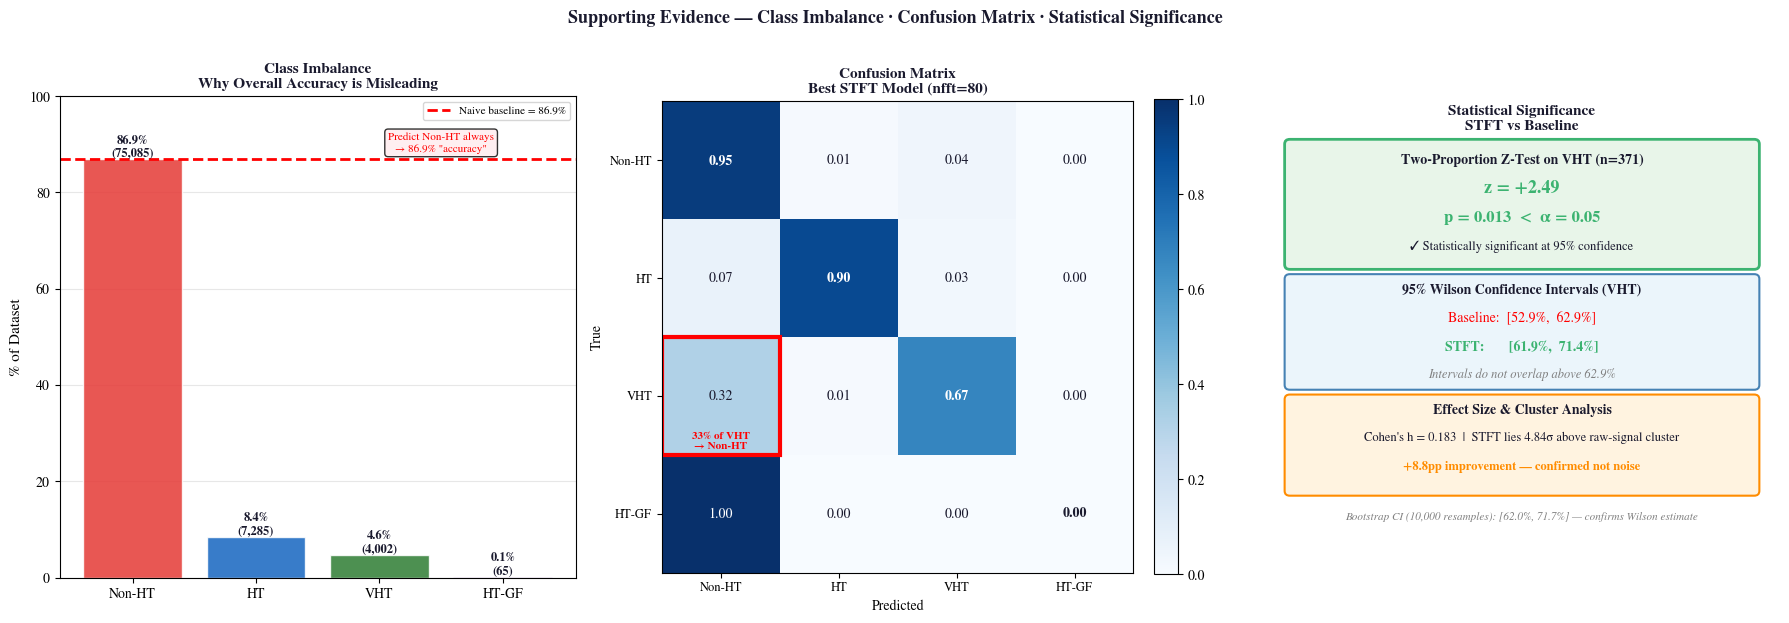 Supporting Evidence — Class Imbalance · Confusion Matrix · Statistical Significance
Class Imbalance
Why Overall Accuracy is Misleading
% of Dataset
100
80
60
40
20
0
Naive baseline = 86.9%
Predict Non-HT always
→ 86.9% "accuracy"
86.9%
(75,085)
8.4%
(7,285)
4.6%
(4,002)
0.1%
(65)
Non-HT
HT
VHT
HT-GF
Confusion Matrix
Best STFT Model (nfft=80)
True
Non-HT
0.95
0.01
0.04
0.00
HT
0.07
0.90
0.03
0.00
VHT
0.32
0.01
0.67
0.00
33% of VHT
→ Non-HT
HT-GF
1.00
0.00
0.00
0.00
Non-HT
HT
VHT
HT-GF
Predicted
1.0
0.8
0.6
0.4
0.2
0.0
Statistical Significance
STFT vs Baseline
Two-Proportion Z-Test on VHT (n=371)
z = +2.49
p = 0.013 < α = 0.05
✓ Statistically significant at 95% confidence
95% Wilson Confidence Intervals (VHT)
Baseline: [52.9%, 62.9%]
STFT: [61.9%, 71.4%]
Intervals do not overlap above 62.9%
Effect Size & Cluster Analysis
Cohen's h = 0.183 | STFT lies 4.84σ above raw-signal cluster
+8.8pp improvement — confirmed not noise
Bootstrap CI (10,000 resamples): [62.0%, 71.7%] — confirms Wilson estimate